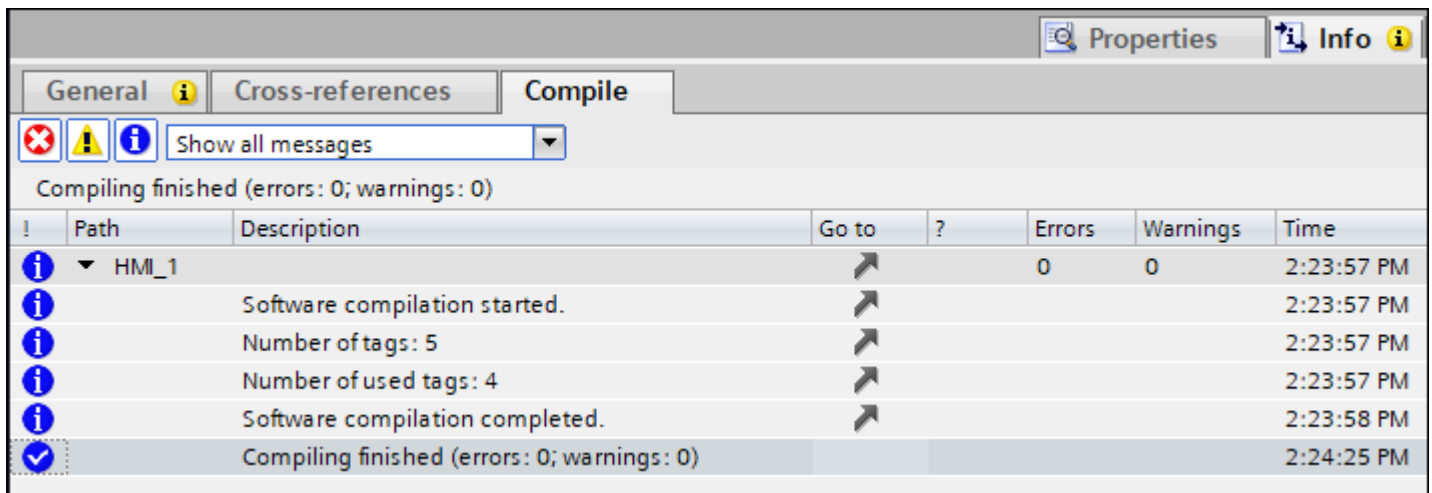 Properties Info
General Cross-references Compile
Show all messages
Compiling finished (errors: 0; warnings: 0)
! Path Description Go to ? Errors Warnings Time
HMI_1 0 0 2:23:57 PM
Software compilation started. 2:23:57 PM
Number of tags: 5 2:23:57 PM
Number of used tags: 4 2:23:57 PM
Software compilation completed. 2:23:58 PM
Compiling finished (errors: 0; warnings: 0) 2:24:25 PM